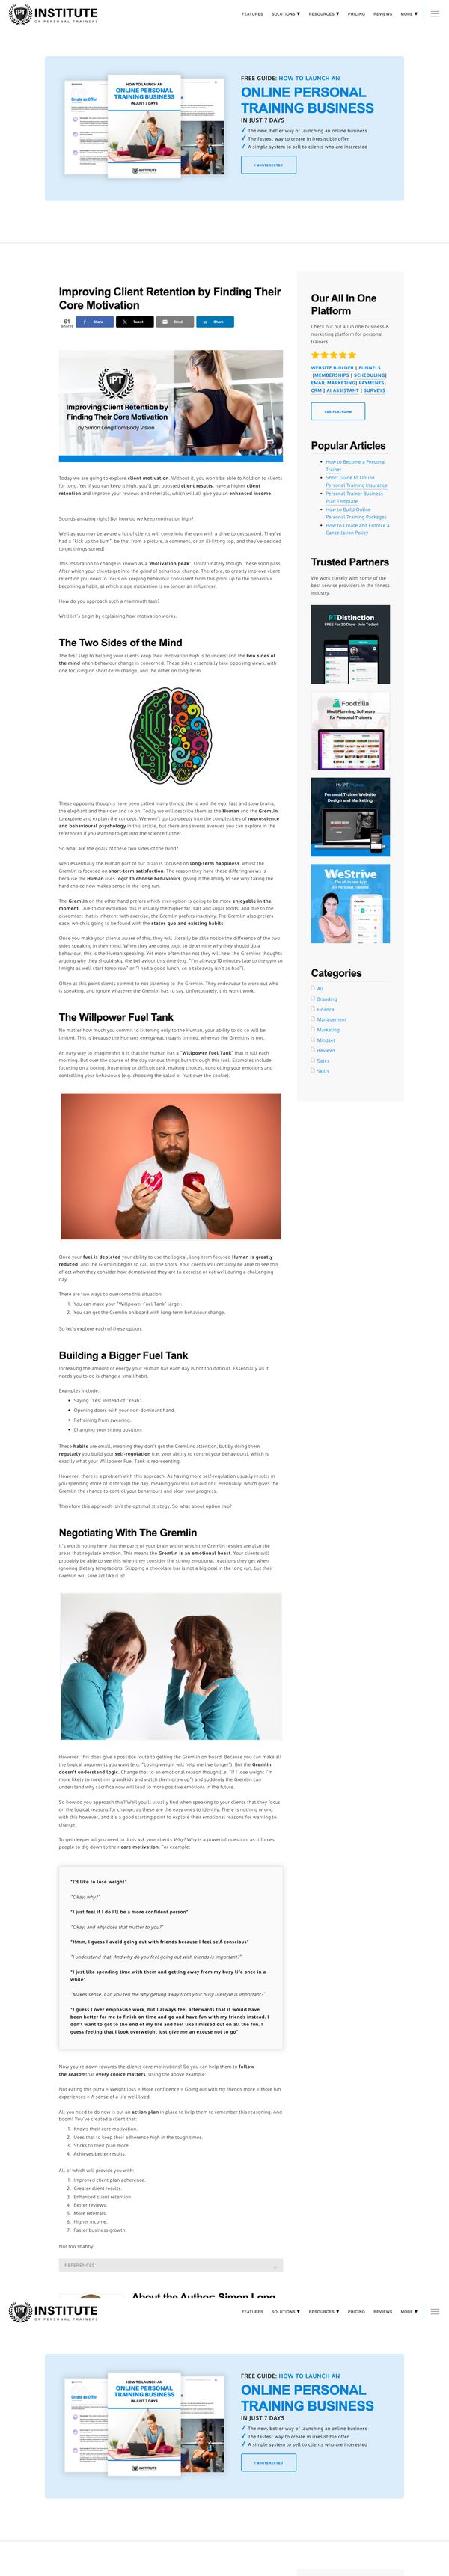 INSTITUTE
OF PERSONAL TRAINERS
FEATURES SOLUTIONS RESOURCES PRICING REVIEWS MORE
HOW TO LAUNCH AN
ONLINE PERSONAL
TRAINING BUSINESS
IN JUST 7 DAYS
Create an Offer
INSTITUTE
FREE GUIDE: HOW TO LAUNCH AN
ONLINE PERSONAL
TRAINING BUSINESS
IN JUST 7 DAYS
The new, better way of launching an online business
The fastest way to create in irresistible offer
A simple system to sell to clients who are interested
I'M INTERESTED
Improving Client Retention by Finding Their
Core Motivation
61
Shares
Share
Tweet
Email
Share
IPT
Improving Client Retention by
Finding Their Core Motivation
by Simon Long from Body Vision
Today we are going to explore client motivation. Without it you won't be able to hold on to clients
for long. Yet if you can keep it high, you'll get boosted client results, have a higher client
retention and receive more reviews and referrals. These will all give you an enhanced income.
Sounds amazing right? But how do we keep motivation high?
Well as you may be aware a lot of clients will come into the gym with a drive to get started. They've
had a "kick up the bum", be that from a picture, a comment, or an ill fitting top, and they've decided
to get things sorted!
This inspiration to change is known as a "motivation peak". Unfortunately though, these soon pass.
After which your clients get into the grind of behaviour change. Therefore, to greatly improve client
retention you need to focus on keeping behaviour consistent from this point up to the behaviour
becoming a habit, at which stage motivation is no longer an influencer.
How do you approach such a mammoth task?
Well let's begin by explaining how motivation works.
The Two Sides of the Mind
The first step to helping your clients keep their motivation high is to understand the two sides of
the mind when behaviour change is concerned. These sides essentially take opposing views, with
one focusing on short-term change, and the other on long-term.
These opposing thoughts have been called many things; the id and the ego, fast and slow brains,
the elephant and the rider and so on. Today we will describe them as the Human and the Gremlin
to explore and explain the concept. We won't go too deeply into the complexities of neuroscience
and behavioural psychology in this article, but there are several avenues you can explore in the
references if you wanted to get into the science further.
So what are the goals of these two sides of the mind?
Well essentially the Human part of our brain is focused on long-term happiness, whilst the
Gremlin is focused on short-term satisfaction. The reason they have these differing views is
because the Human uses logic to choose behaviours, giving it the ability to see why taking the
hard choice now makes sense in the long run.
The Gremlin on the other hand prefers which ever option is going to be more enjoyable in the
moment. Due to evolution this is usually the higher fat, salt and sugar foods, and due to the
discomfort that is inherent with exercise, the Gremlin prefers inactivity. The Gremlin also prefers
ease, which is going to be found with the status quo and existing habits.
Once you make your clients aware of this, they will literally be able notice the difference of the two
sides speaking in their mind. When they are using logic to determine why they should do a
behaviour, this is the Human speaking. Yet more often than not they will hear the Gremlin thoughts
arguing why they should skip the behaviour this time (e.g. "I'm already 10 minutes late to the gym so
I might as well start tomorrow" or "I had a good lunch, so a takeaway isn't as bad").
Often at this point clients commit to not listening to the Gremlin. They endeavour to work out who
is speaking, and ignore whatever the Gremlin has to say. Unfortunately, this won't work.
The Willpower Fuel Tank
No matter how much your commit to listening only to the Human, your ability to do so will be
limited. This is because the Humans energy each day is limited, whereas the Gremlins is not.
An easy way to imagine this is that the Human has a "Willpower Fuel Tank" that is full each
morning. But over the course of the day various things burn through this fuel. Examples include
focusing on a boring, frustrating or difficult task, making choices, controlling your emotions and
controlling your behaviours (e.g. choosing the salad or fruit over the cookie).
Once your fuel is depleted your ability to use the logical, long-term focused Human is greatly
reduced, and the Gremlin begins to call all the shots. Your clients will certainly be able to see this
effect when they consider how demotivated they are to exercise or eat well during a challenging
day.
There are two ways to overcome this situation:
1. You can make your "Willpower Fuel Tank" larger.
2. You can get the Gremlin on board with long-term behaviour change.
So let's explore each of these option.
Building a Bigger Fuel Tank
Increasing the amount of energy your Human has each day is not too difficult. Essentially all it
needs you to do is change a small habit.
Examples include:
Saying "Yes" instead of "Yeah".
Opening doors with your non-dominant hand.
Refraining from swearing.
Changing your sitting position.
These habits are small, meaning they don't get the Gremlins attention, but by doing them
regularly you build your self-regulation (i.e. your ability to control your behaviours), which is
exactly what your Willpower Fuel Tank is representing.
However, there is a problem with this approach. As having more self-regulation usually results in
you spending more of it through the day, meaning you still run out of it eventually, which gives the
Gremlin the chance to control your behaviours and slow your progress.
Therefore this approach isn't the optimal strategy. So what about option two?
Negotiating With The Gremlin
It's worth noting here that the parts of your brain within which the Gremlin resides are also the
areas that regulate emotion. This means the Gremlin is an emotional beast. Your clients will
probably be able to see this when they consider the strong emotional reactions they get when
ignoring dietary temptations. Skipping a chocolate bar is not a big deal in the long run, but their
Gremlin will sure act like it is!
However, this does give a possible route to getting the Gremlin on board. Because you can make all
the logical arguments you want (e.g. "Losing weight will help me live longer"). But the Gremlin
doesn't understand logic. Change that to an emotional reason though (i.e. "If I lose weight I'm
more likely to meet my grandkids and watch them grow up") and suddenly the Gremlin can
understand why sacrifice now will lead to more positive emotions in the future.
So how do you approach this? Well you'll usually find when speaking to your clients that they focus
on the logical reasons for change, as these are the easy ones to identify. There is nothing wrong
with this however, and it's a good starting point to explore their emotional reasons for wanting to
change.
To get deeper all you need to do is ask your clients Why? Why is a powerful question, as it forces
people to dig down to their core motivation. For example:
"I'd like to lose weight"
"Okay, why?"
"I just feel if I do I'll be a more confident person"
"Okay, and why does that matter to you?"
"Hmm, I guess I avoid going out with friends because I feel self-conscious"
"I understand that. And why do you feel going out with friends is important?"
"I just like spending time with them and getting away from my busy life once in a
while"
"Makes sense. Can you tell me why getting away from your busy lifestyle is important?"
"I guess I over emphasise work, but I always feel afterwards that it would have
been better for me to finish on time and go and have fun with my friends instead. I
don't want to get to the end of my life and feel like I missed out on all the fun. I
guess feeling that I look overweight just give me an excuse not to go"
Now you're down towards the clients core motivations? So you can help them to follow
the reason that every choice matters. Using the above example:
Not eating this pizza = Weight loss = More confidence = Going out with my friends more = More fun
experiences = A sense of a life well lived.
All you need to do now is put an action plan in place to help them to remember this reasoning. And
boom! You've created a client that:
1. Knows their core motivation.
2. Uses that to keep their adherence high in the tough times.
3. Sticks to their plan more.
4. Achieves better results.
All of which will provide you with:
1. Improved client plan adherence.
2. Greater client results.
3. Enhanced client retention.
4. Better reviews.
5. More referrals.
6. Higher income.
7. Faster business growth.
Not too shabby!
REFERENCES
About the Author: Simon Long
Our All In One
Platform
Check out out all in one business &
marketing platform for personal
trainers!
WEBSITE BUILDER | FUNNELS
|MEMBERSHIPS | SCHEDULING|
EMAIL MARKETING| PAYMENTS|
CRM | AI ASSISTANT | SURVEYS
SEE PLATFORM
Popular Articles
How to Become a Personal
Trainer
Short Guide to Online
Personal Training Insurance
Personal Trainer Business
Plan Template
How to Build Online
Personal Training Packages
How to Create and Enforce a
Cancellation Policy
Trusted Partners
We work closely with some of the
best service providers in the fitness
industry.
PTDistinction
FREE for 30 Days - Join Today!
Foodzilla
Meal Planning Software
for Personal Trainers
My PT
Personal Trainer Website
Design and Marketing
WeStrive
The All-in-one App for
Personal Trainers
Categories
All
Branding
Finance
Management
Marketing
Mindset
Reviews
Sales
Skills
INSTITUTE
OF PERSONAL TRAINERS
FEATURES SOLUTIONS RESOURCES PRICING REVIEWS MORE
HOW TO LAUNCH AN
ONLINE PERSONAL
TRAINING BUSINESS
IN JUST 7 DAYS
Create an Offer
INSTITUTE
FREE GUIDE: HOW TO LAUNCH AN
ONLINE PERSONAL
TRAINING BUSINESS
IN JUST 7 DAYS
The new, better way of launching an online business
The fastest way to create in irresistible offer
A simple system to sell to clients who are interested
I'M INTERESTED